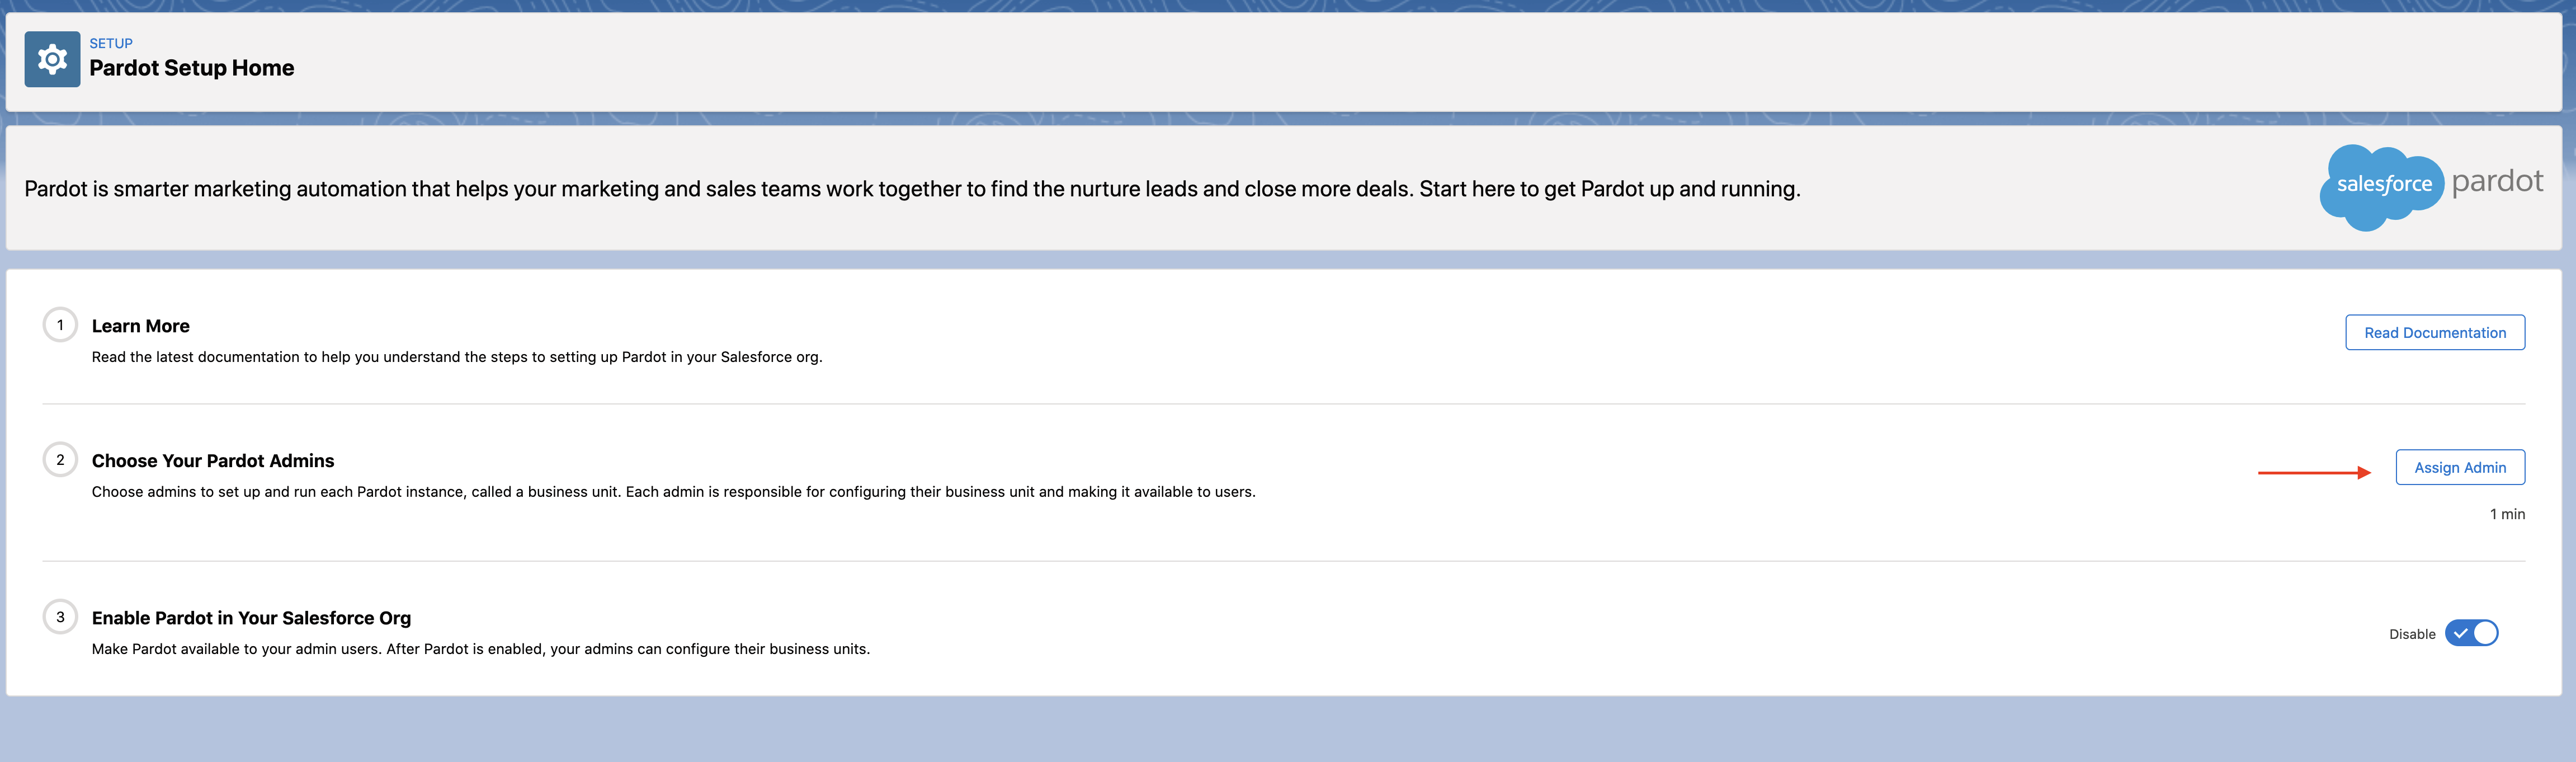 SETUP
Pardot Setup Home
Pardot is smarter marketing automation that helps your marketing and sales teams work together to find the nurture leads and close more deals. Start here to get Pardot up and running.
salesforce pardot
1
Learn More
Read Documentation
Read the latest documentation to help you understand the steps to setting up Pardot in your Salesforce org.
2
Choose Your Pardot Admins
Assign Admin
Choose admins to set up and run each Pardot instance, called a business unit. Each admin is responsible for configuring their business unit and making it available to users.
1 min
3
Enable Pardot in Your Salesforce Org
Disable
Make Pardot available to your admin users. After Pardot is enabled, your admins can configure their business units.